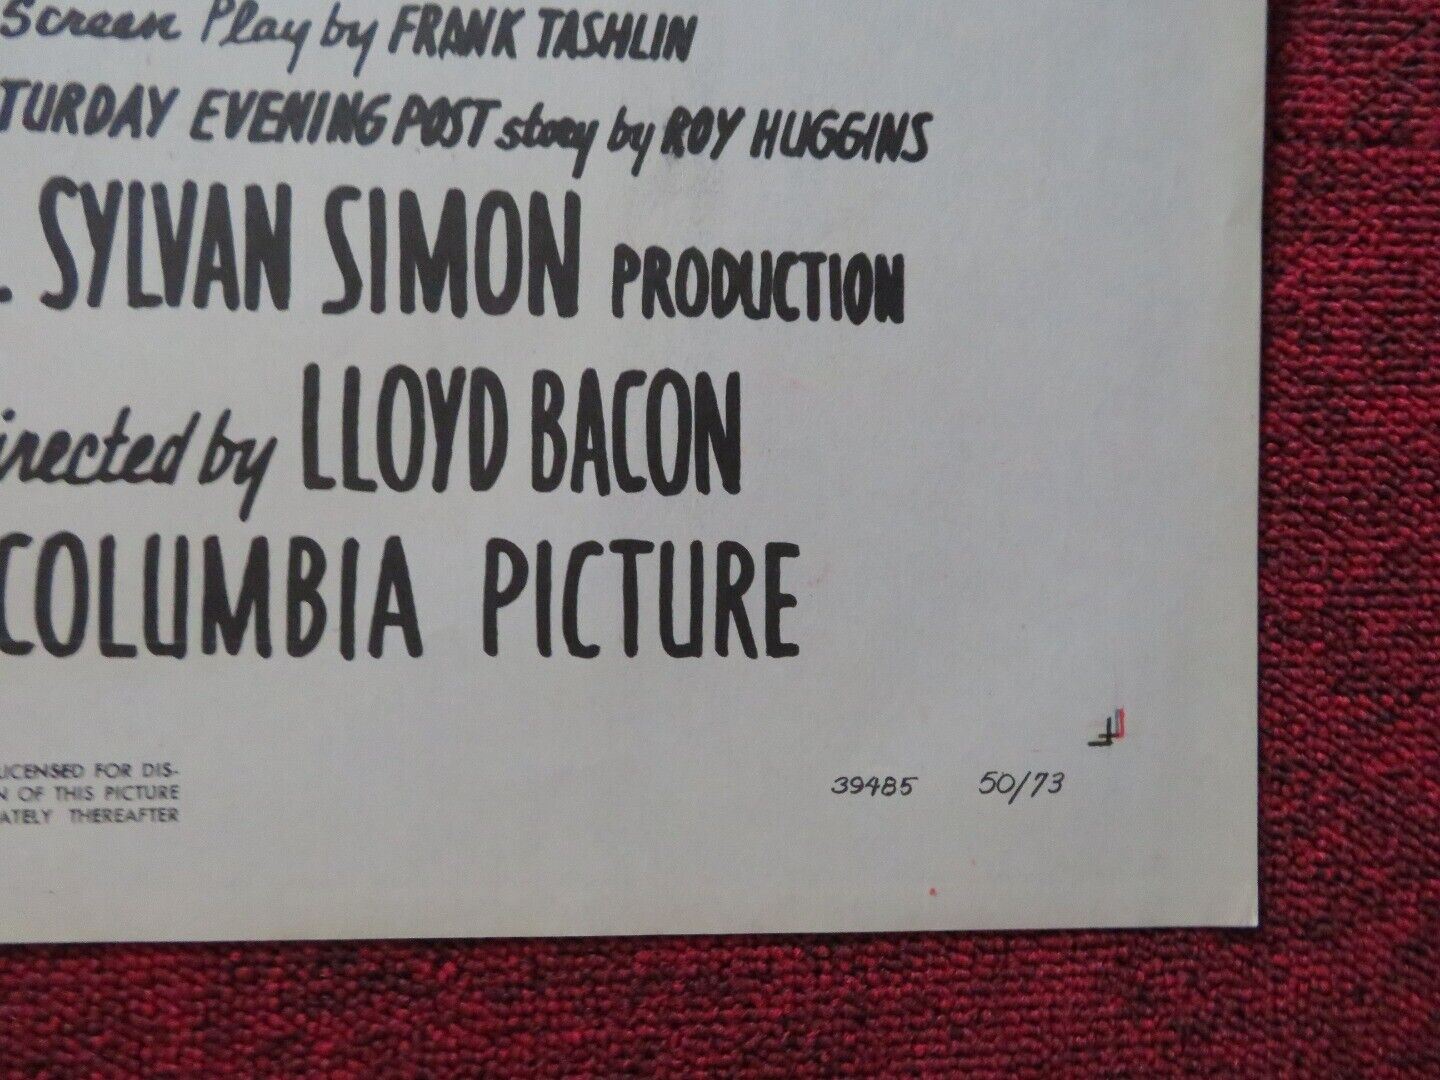 Screen Play by FRANK TASHLIN
TURDAY EVENING POST story by ROY HUGGINS
. SYLVAN SIMON PRODUCTION
irected by LLOYD BACON
COLUMBIA PICTURE
LICENSED FOR DIS-
N OF THIS PICTURE
ATELY THEREAFTER
39485 50/73